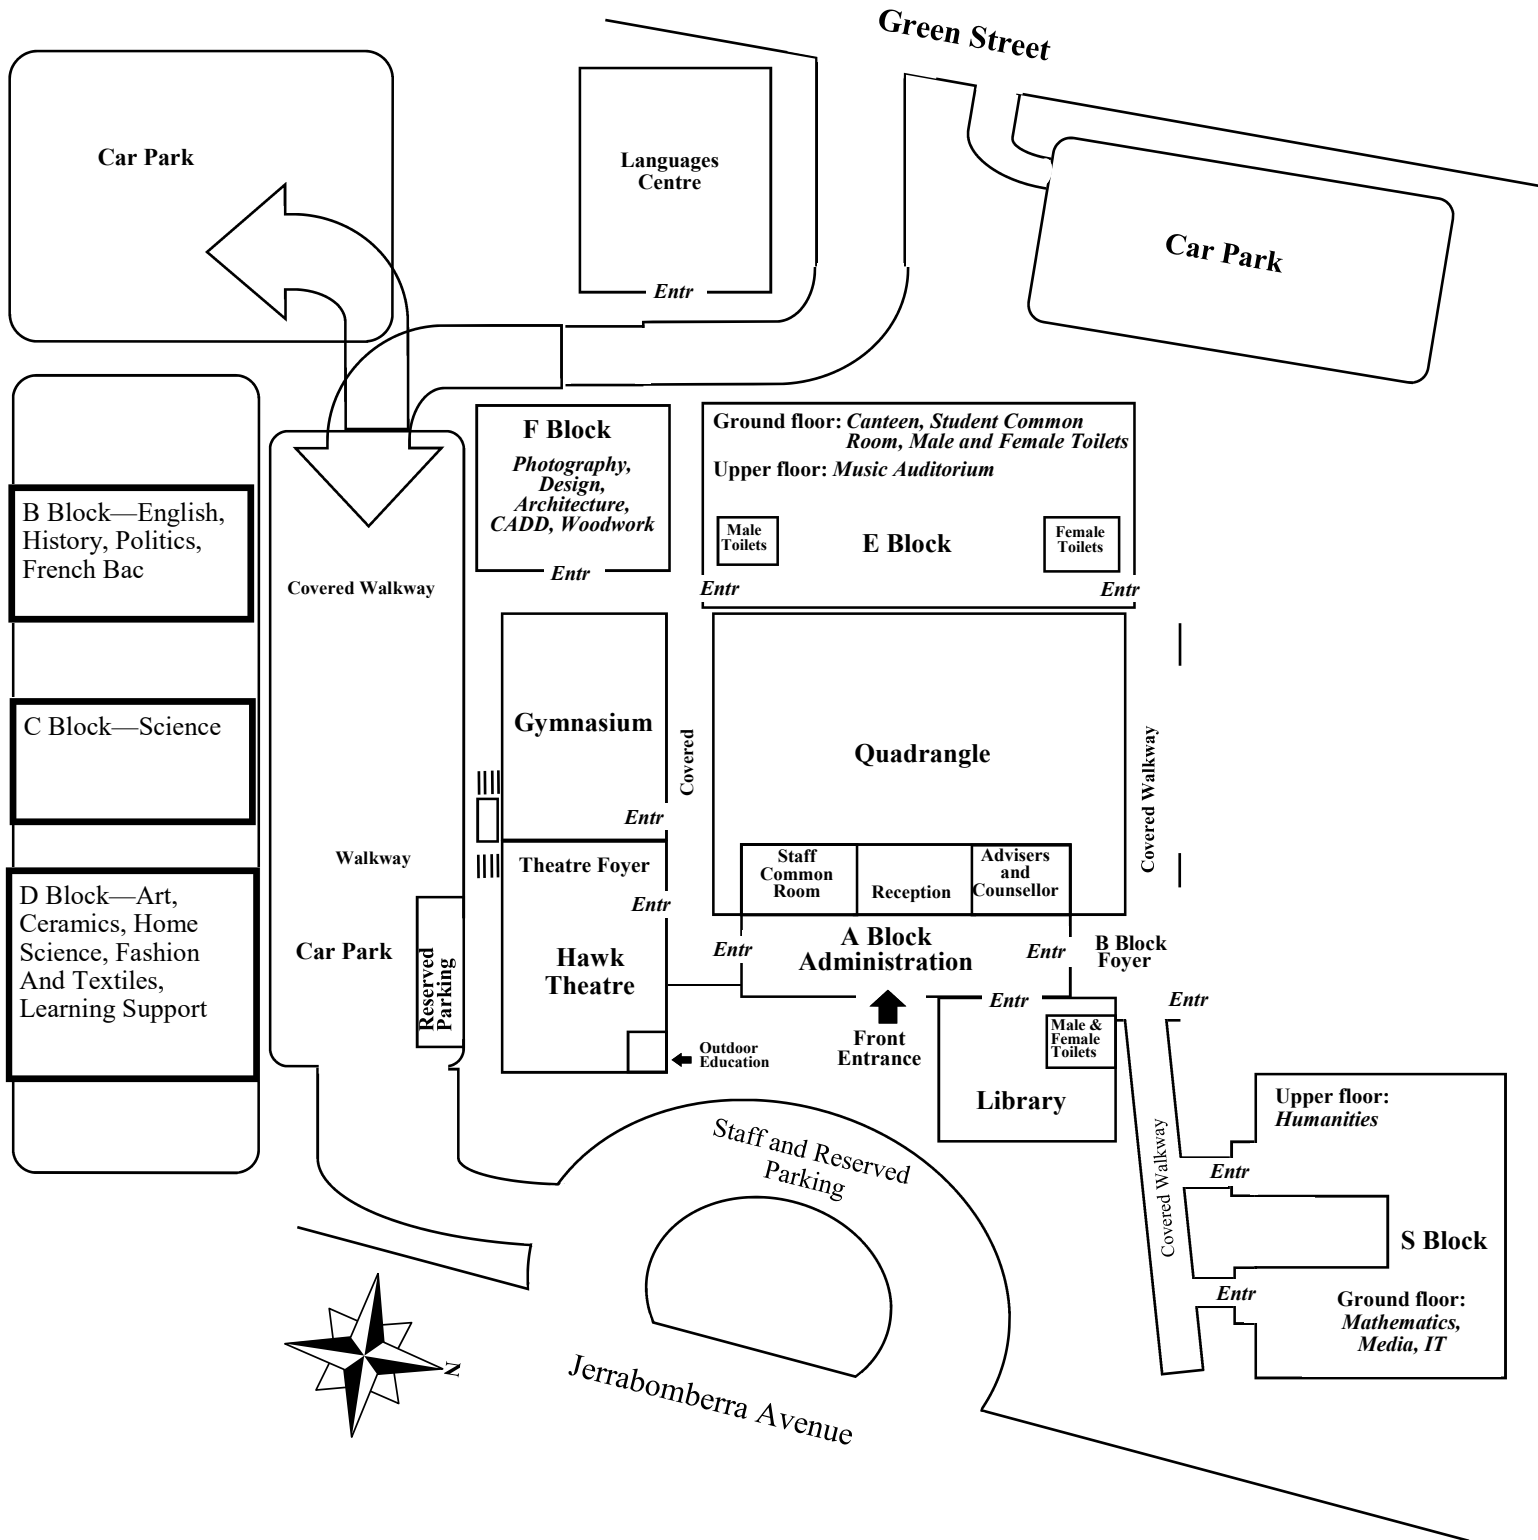 Green Street
Car Park
Languages
Centre
Entr
Car Park
F Block
Photography,
Design,
Architecture,
CADD, Woodwork
Entr
Ground floor: Canteen, Student Common
Room, Male and Female Toilets
Upper floor: Music Auditorium
Male
Toilets
E Block
Female
Toilets
Entr
Entr
B Block—English,
History, Politics,
French Bac
Covered Walkway
C Block—Science
Gymnasium
Entr
Covered
Quadrangle
Covered Walkway
Walkway
Theatre Foyer
Entr
Staff
Common
Room
Reception
Advisers
and
Counsellor
D Block—Art,
Ceramics, Home
Science, Fashion
And Textiles,
Learning Support
Car Park
Reserved
Parking
Hawk
Theatre
Entr
A Block
Administration
Entr
B Block
Foyer
Entr
Entr
Outdoor
Education
Front
Entrance
Male &
Female
Toilets
Library
Staff and Reserved
Parking
Covered Walkway
Upper floor:
Humanities
Entr
S Block
Entr
Ground floor:
Mathematics,
Media, IT
N
Jerrabomberra Avenue